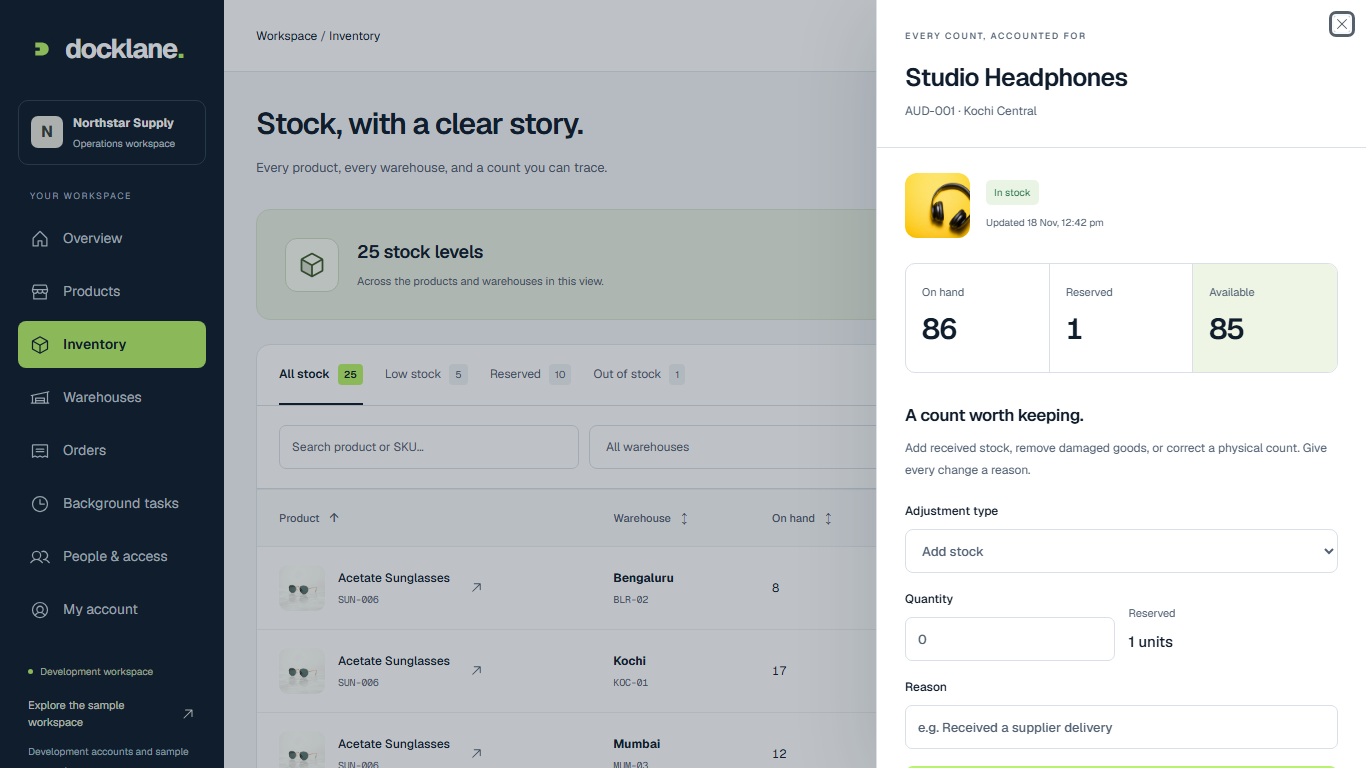 docklane.
N
Northstar Supply
Operations workspace
YOUR WORKSPACE
Overview
Products
Inventory
Warehouses
Orders
Background tasks
People & access
My account
Development workspace
Explore the sample
workspace
Development accounts and sample
Workspace / Inventory
Stock, with a clear story.
Every product, every warehouse, and a count you can trace.
25 stock levels
Across the products and warehouses in this view.
All stock 25 Low stock 5 Reserved 10 Out of stock 1
Search product or SKU...
All warehouses
Product Warehouse On hand
Acetate Sunglasses Bengaluru 8
SUN-006 BLR-02
Acetate Sunglasses Kochi 17
SUN-006 KOC-01
Acetate Sunglasses Mumbai 12
SUN-006 MUM-03
EVERY COUNT, ACCOUNTED FOR
Studio Headphones
AUD-001 · Kochi Central
In stock
Updated 18 Nov, 12:42 pm
On hand Reserved Available
86 1 85
A count worth keeping.
Add received stock, remove damaged goods, or correct a physical count. Give
every change a reason.
Adjustment type
Add stock
Quantity
Reserved
0
1 units
Reason
e.g. Received a supplier delivery